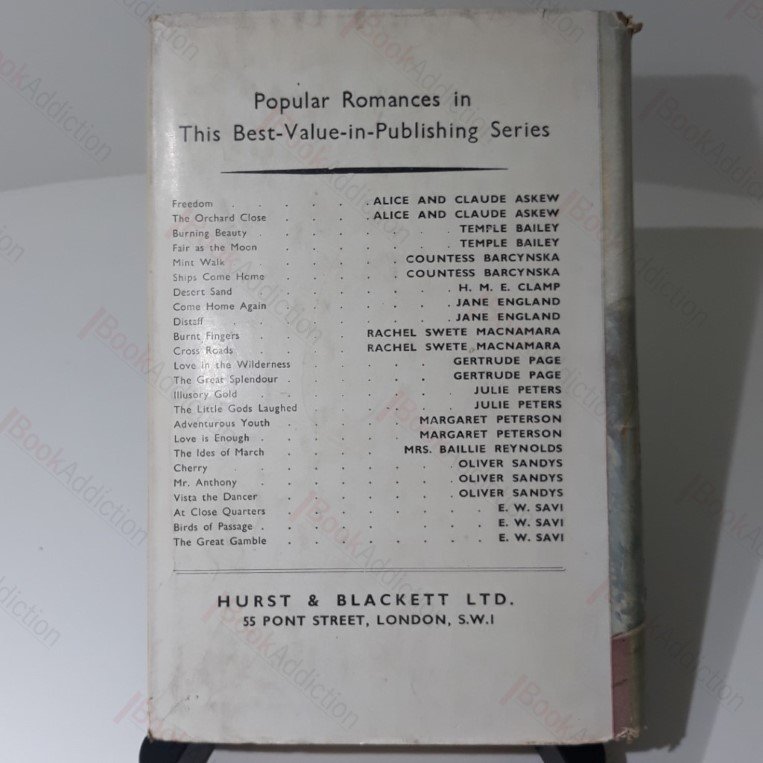 Popular Romances in
This Best-Value-in-Publishing Series
Freedom . . . . . . ALICE AND CLAUDE ASKEW
The Orchard Close . . . . ALICE AND CLAUDE ASKEW
Burning Beauty . . . . . . . TEMPLE BAILEY
Fair as the Moon . . . . . . TEMPLE BAILEY
Mint Walk . . . . . . COUNTESS BARCYNSKA
Ships Come Home . . . . . COUNTESS BARCYNSKA
Desert Sand . . . . . . . H. M. E. CLAMP
Come Home Again . . . . . . JANE ENGLAND
Distaff . . . . . . . . JANE ENGLAND
Burnt Fingers . . . . RACHEL SWETE MACNAMARA
Cross Roads . . . . RACHEL SWETE MACNAMARA
Love in the Wilderness . . . . . GERTRUDE PAGE
The Great Splendour . . . . . . GERTRUDE PAGE
Illusory Gold . . . . . . . JULIE PETERS
The Little Gods Laughed . . . . . . JULIE PETERS
Adventurous Youth . . . . . MARGARET PETERSON
Love is Enough . . . . . . MARGARET PETERSON
The Ides of March . . . . MRS. BAILLIE REYNOLDS
Cherry . . . . . . . . OLIVER SANDYS
Mr. Anthony . . . . . . . OLIVER SANDYS
Vista the Dancer . . . . . . OLIVER SANDYS
At Close Quarters . . . . . . . E. W. SAVI
Birds of Passage . . . . . . . . E. W. SAVI
The Great Gamble . . . . . . . E. W. SAVI
HURST & BLACKETT LTD.
55 PONT STREET, LONDON, S.W.1
BookAddiction